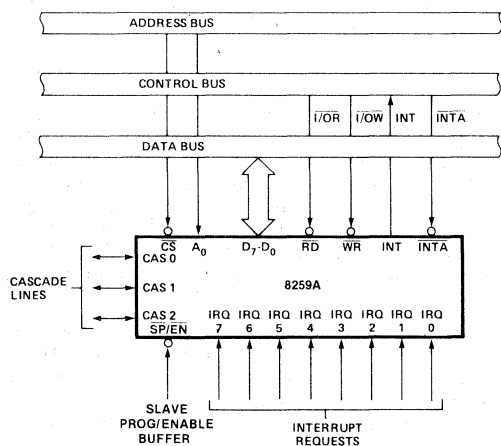 ADDRESS BUS
CONTROL BUS
I/OR I/OW INT INTA
DATA BUS
CS A0 D7-D0 RD WR INT INTA
CAS 0
CASCADE LINES
CAS 1
8259A
CAS 2
SP/EN
IRQ IRQ IRQ IRQ IRQ IRQ IRQ IRQ
7 6 5 4 3 2 1 0
SLAVE
PROG/ENABLE
BUFFER
INTERRUPT
REQUESTS